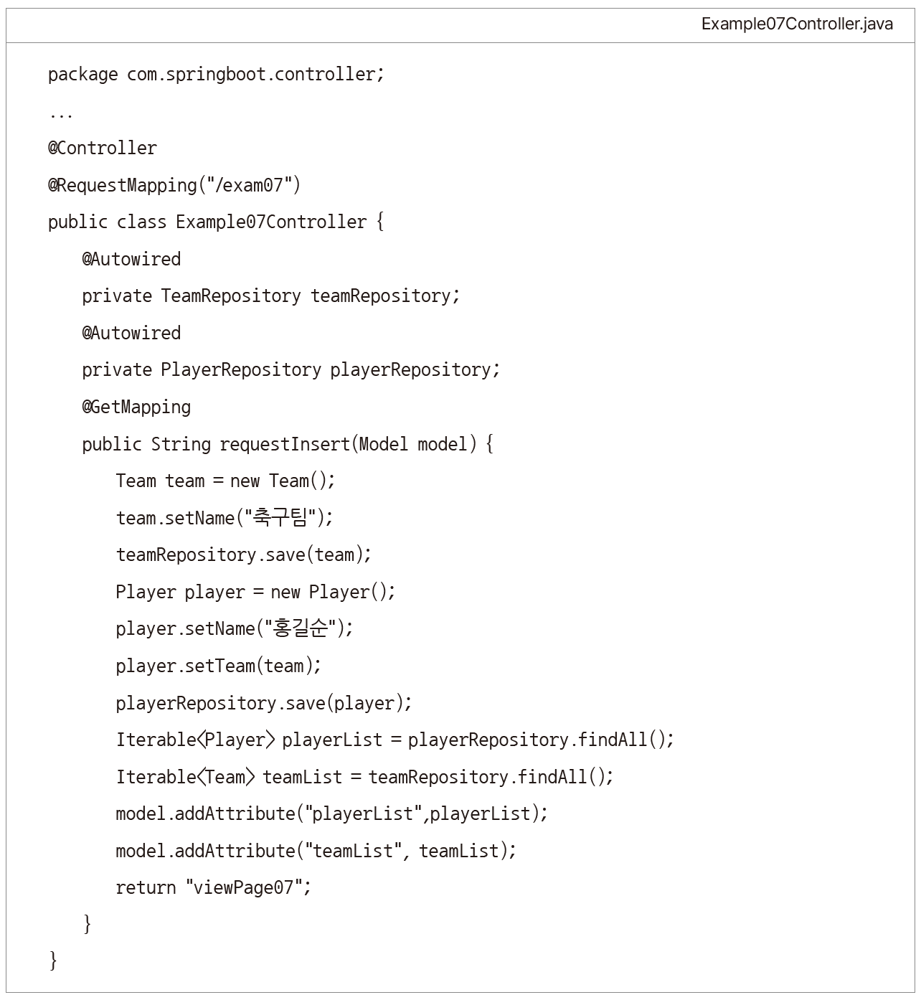 Example07Controller.java
package com.springboot.controller;
...
@Controller
@RequestMapping("/exam07")
public class Example07Controller {
@Autowired
private TeamRepository teamRepository;
@Autowired
private PlayerRepository playerRepository;
@GetMapping
public String requestInsert(Model model) {
Team team = new Team();
team.setName("축구팀");
teamRepository.save(team);
Player player = new Player();
player.setName("홍길순");
player.setTeam(team);
playerRepository.save(player);
Iterable<Player> playerList = playerRepository.findAll();
Iterable<Team> teamList = teamRepository.findAll();
model.addAttribute("playerList",playerList);
model.addAttribute("teamList", teamList);
return "viewPage07";
}
}